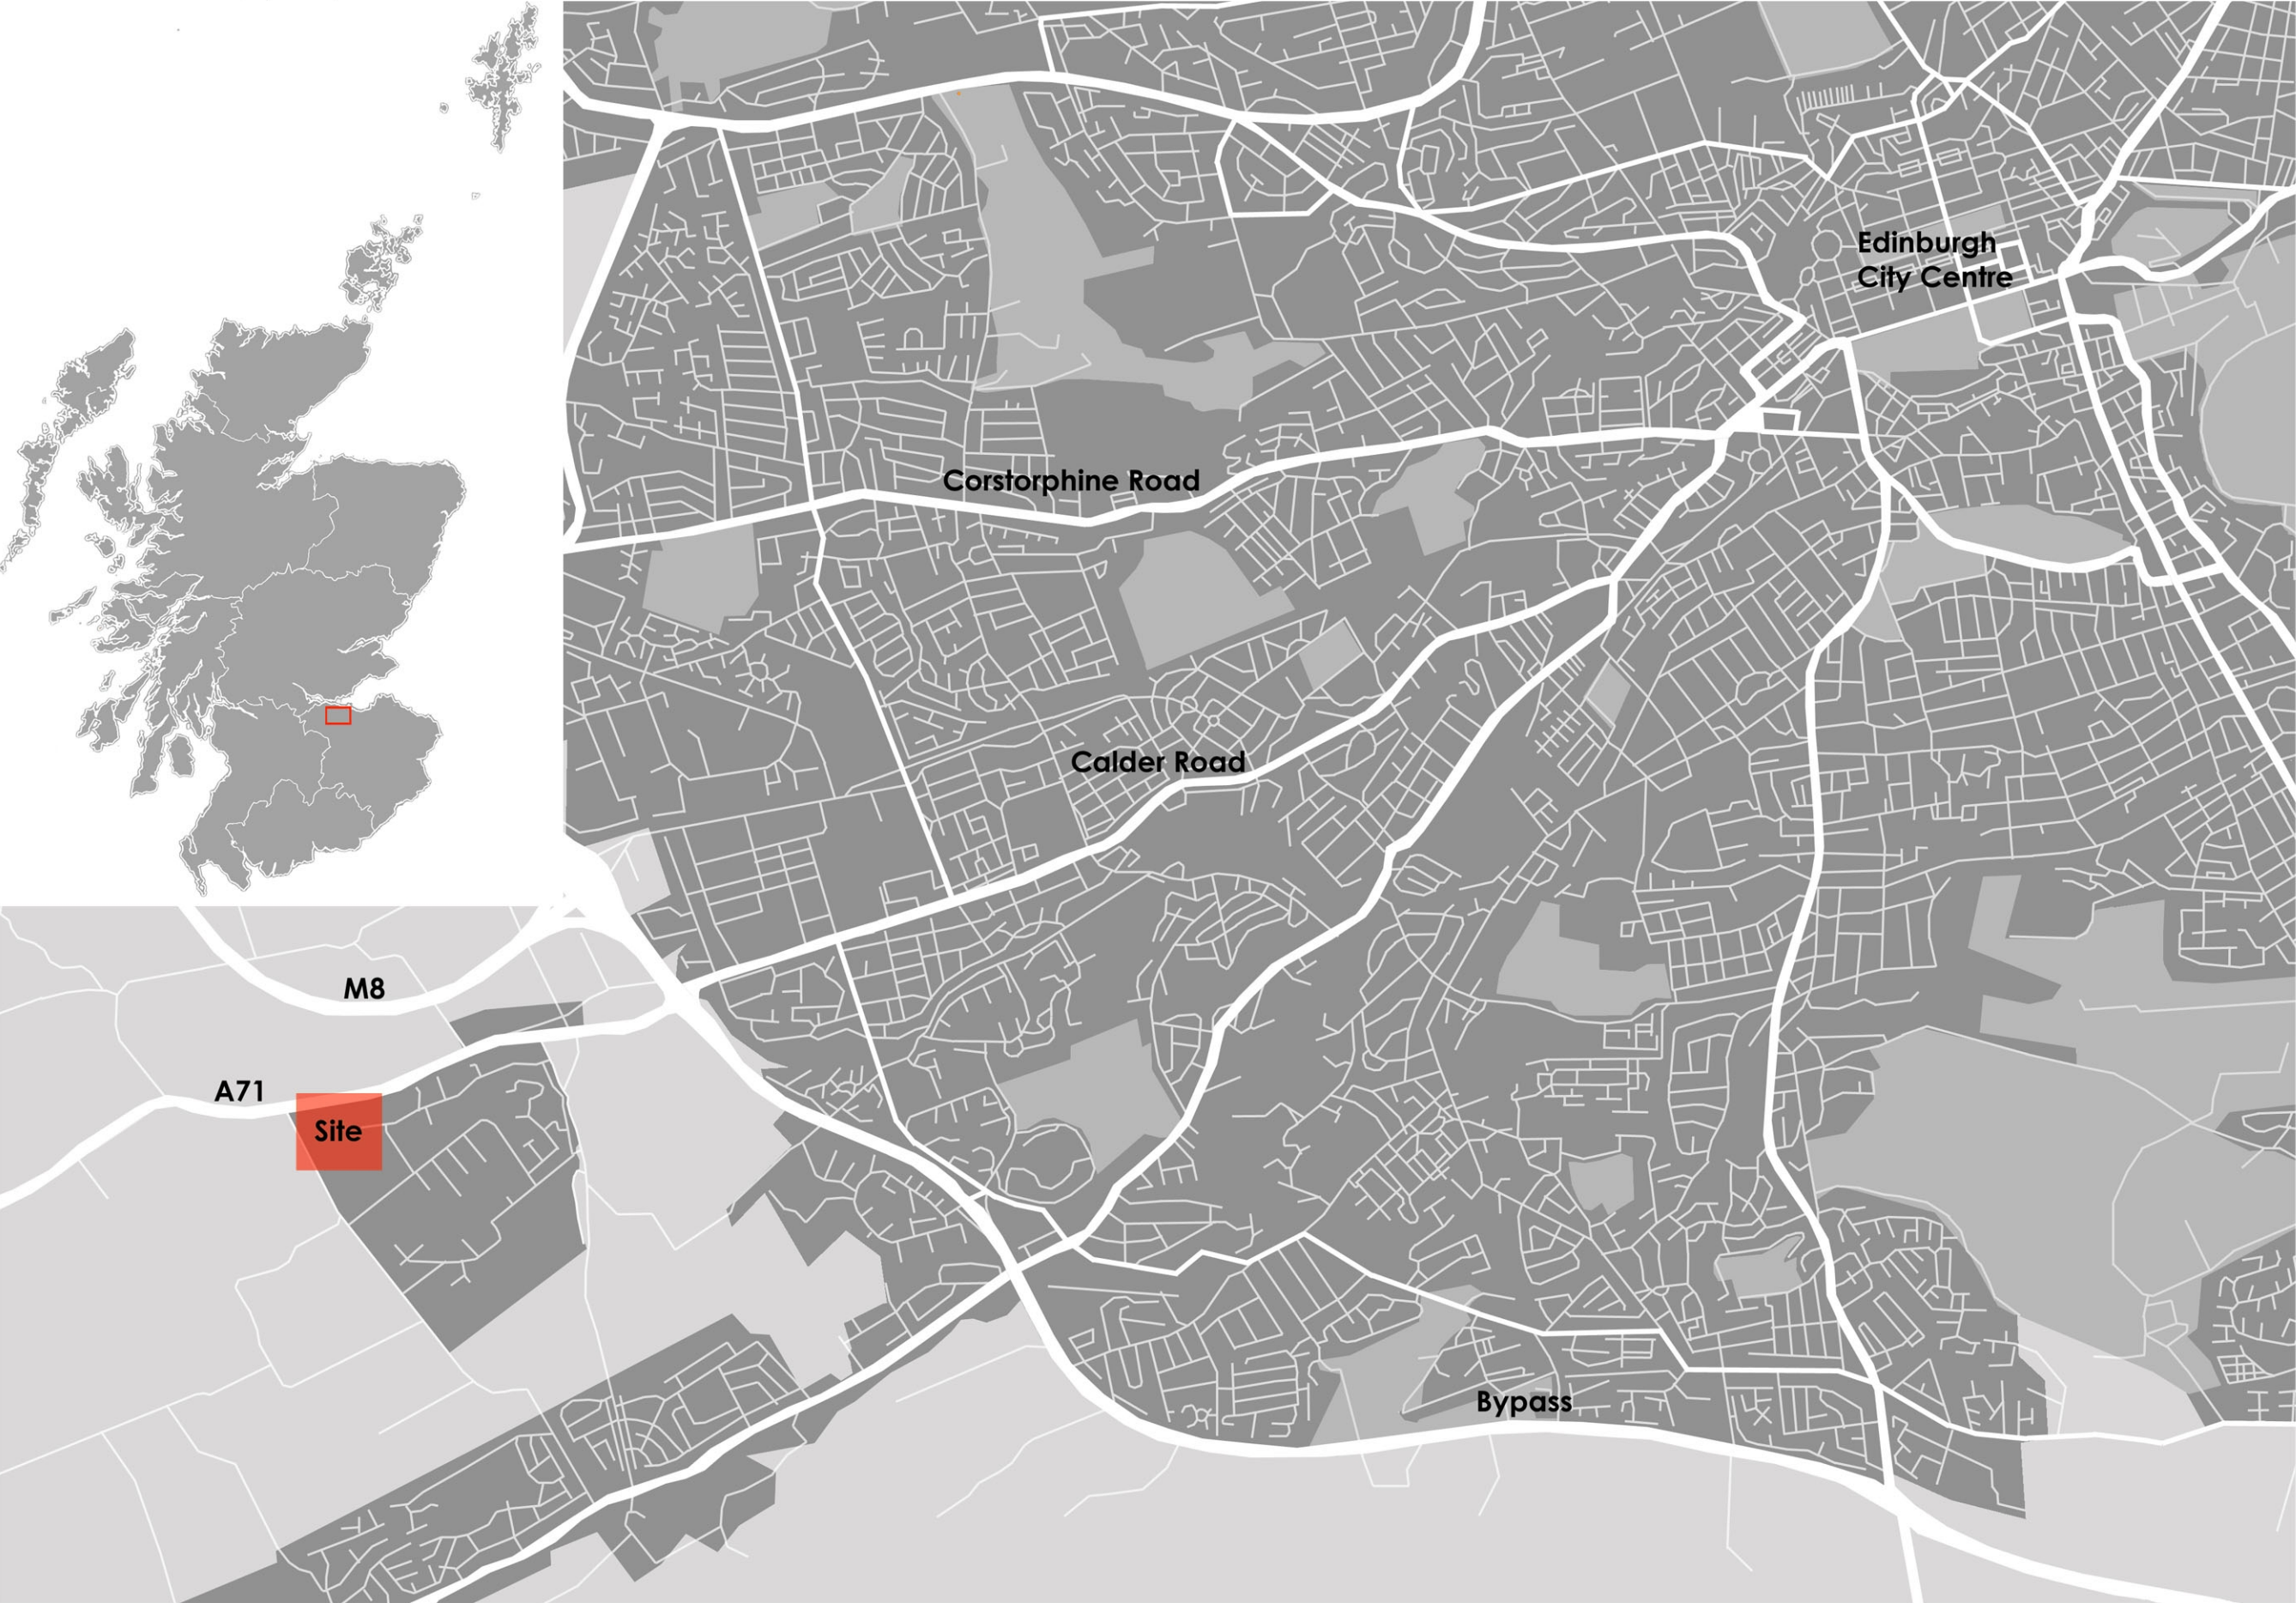 Edinburgh
City Centre
Corstorphine Road
Calder Road
M8
A71
Site
Bypass